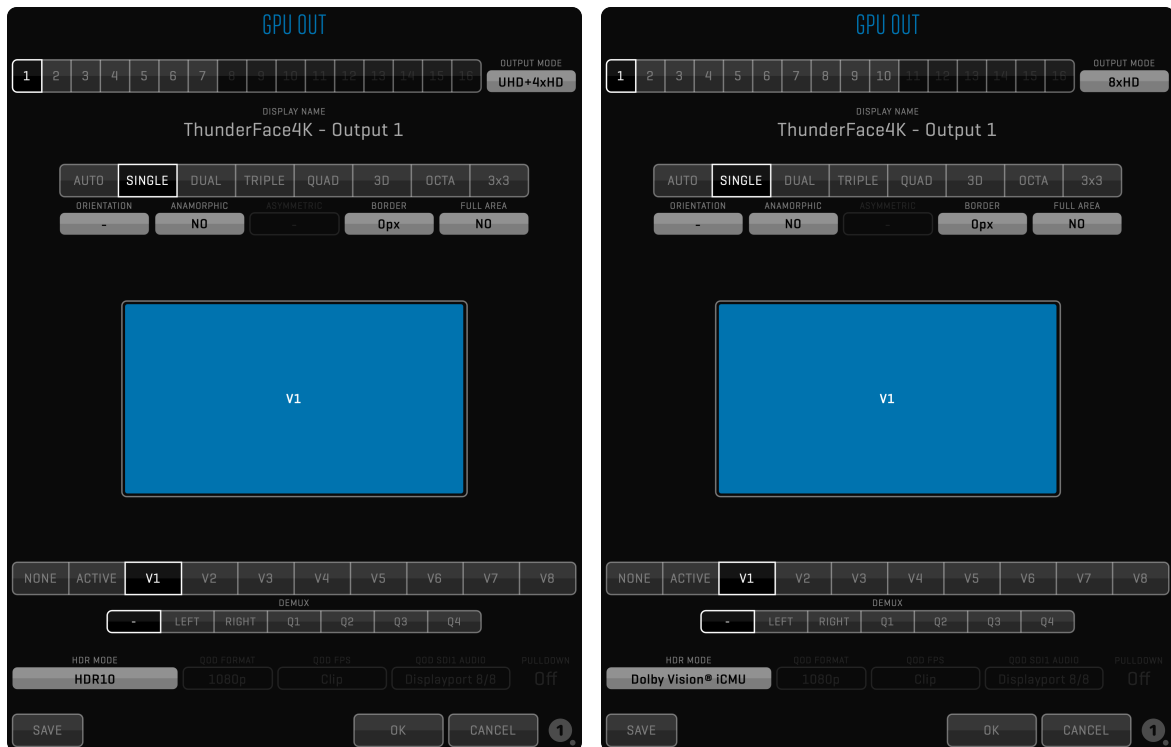 GPU OUT
1 2 3 4 5 6 7 8 9 10 11 12 13 14 15 16
OUTPUT MODE
UHD+4xHD
DISPLAY NAME
ThunderFace4K - Output 1
AUTO SINGLE DUAL TRIPLE QUAD 3D OCTA 3x3
ORIENTATION ANAMORPHIC ASYMMETRIC BORDER FULL AREA
- NO - 0px NO
V1
NONE ACTIVE V1 V2 V3 V4 V5 V6 V7 V8
DEMUX
- LEFT RIGHT Q1 Q2 Q3 Q4
HDR MODE QOD FORMAT QOD FPS QOD SDI1 AUDIO PULLDOWN
HDR10 1080p Clip Displayport 8/8 Off
SAVE OK CANCEL 1.
GPU OUT
1 2 3 4 5 6 7 8 9 10 11 12 13 14 15 16
OUTPUT MODE
8xHD
DISPLAY NAME
ThunderFace4K - Output 1
AUTO SINGLE DUAL TRIPLE QUAD 3D OCTA 3x3
ORIENTATION ANAMORPHIC ASYMMETRIC BORDER FULL AREA
- NO - 0px NO
V1
NONE ACTIVE V1 V2 V3 V4 V5 V6 V7 V8
DEMUX
- LEFT RIGHT Q1 Q2 Q3 Q4
HDR MODE QOD FORMAT QOD FPS QOD SDI1 AUDIO PULLDOWN
Dolby Vision® iCMU 1080p Clip Displayport 8/8 Off
SAVE OK CANCEL 1.